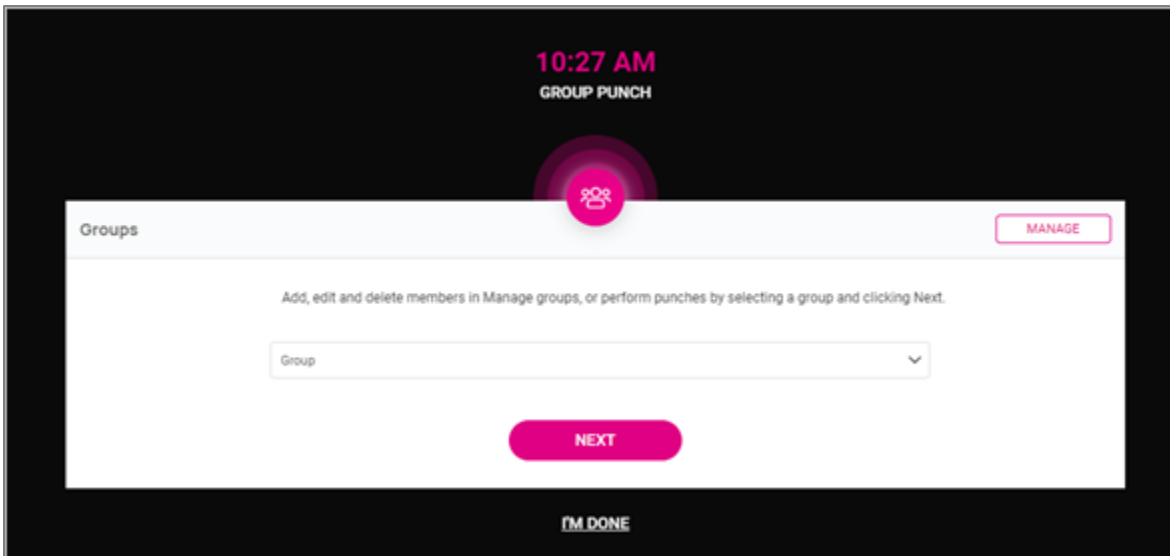 10:27 AM
GROUP PUNCH
Groups
MANAGE
Add, edit and delete members in Manage groups, or perform punches by selecting a group and clicking Next.
Group
NEXT
I'M DONE